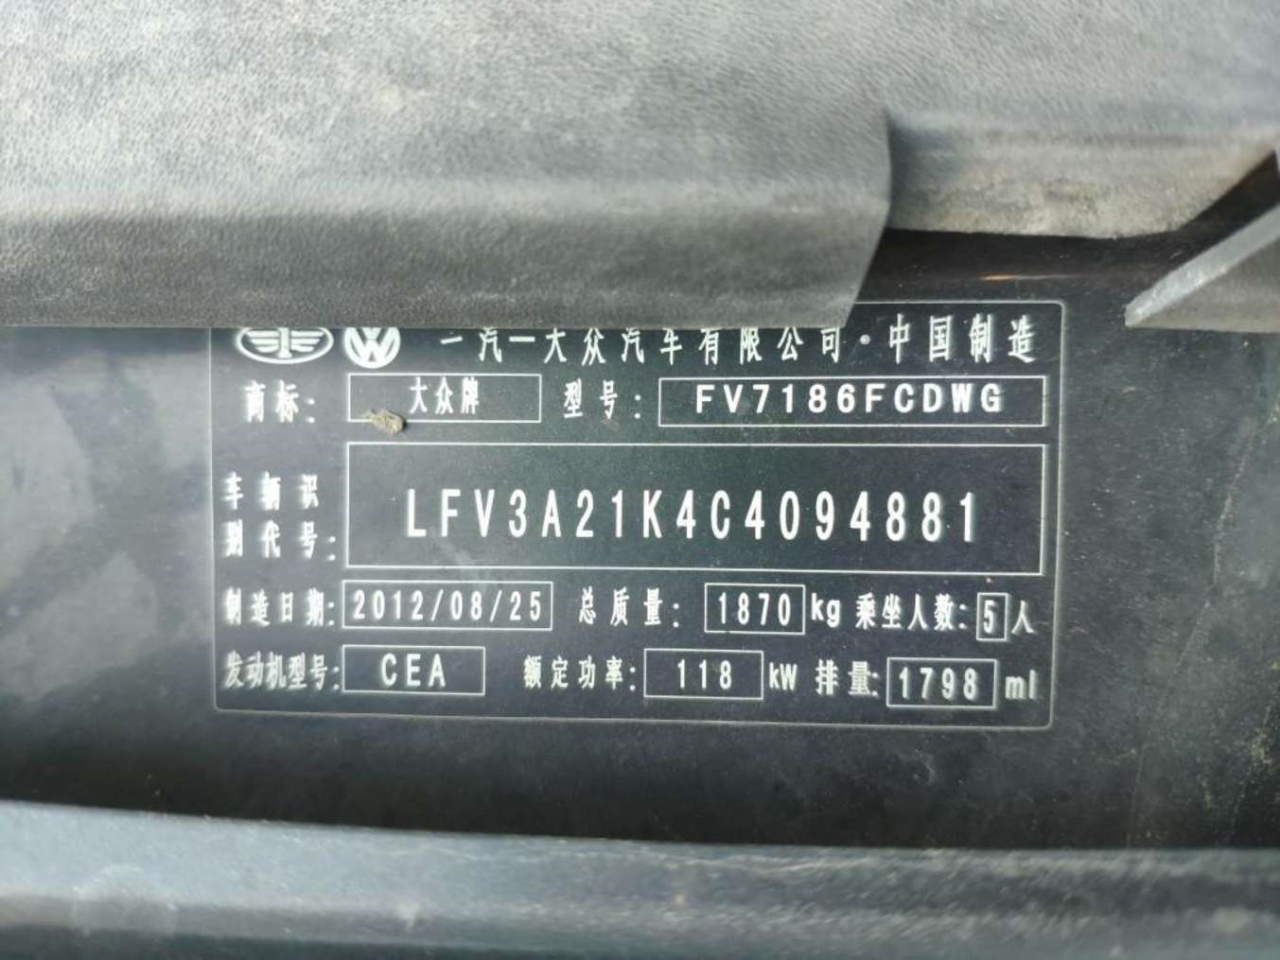 一汽一大众汽车有限公司·中国制造
商标: 大众牌 型号: FV7186FCDWG
车辆识
别代号: LFV3A21K4C4094881
制造日期: 2012/08/25 总质量: 1870 kg 乘坐人数: 5 人
发动机型号: CEA 额定功率: 118 kW 排量: 1798 ml